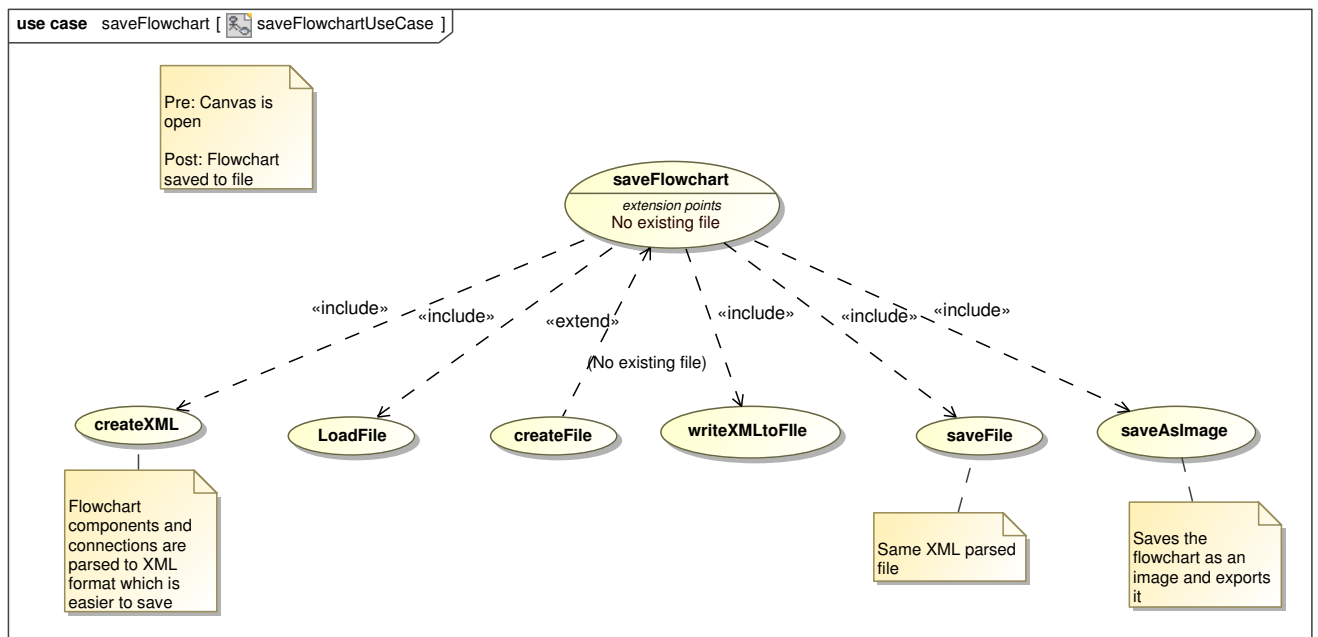 use case saveFlowchart [ saveFlowchartUseCase ]
Pre: Canvas is
open
Post: Flowchart
saved to file
saveFlowchart
extension points
No existing file
«include»
«include»
«extend»
(No existing file)
«include»
«include»
«include»
createXML
LoadFile
createFile
writeXMLtoFIle
saveFile
saveAsImage
Flowchart
components and
connections are
parsed to XML
format which is
easier to save
Same XML parsed
file
Saves the
flowchart as an
image and exports
it